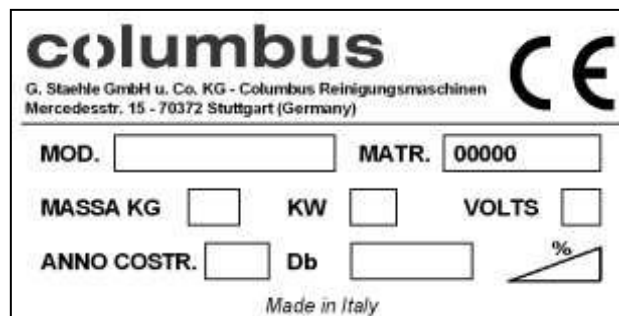 columbus
CE
G. Staehle GmbH u. Co. KG - Columbus Reinigungsmaschinen
Mercedesstr. 15 - 70372 Stuttgart (Germany)
MOD. MATR. 00000
MASSA KG KW VOLTS
ANNO COSTR. Db %
Made in Italy